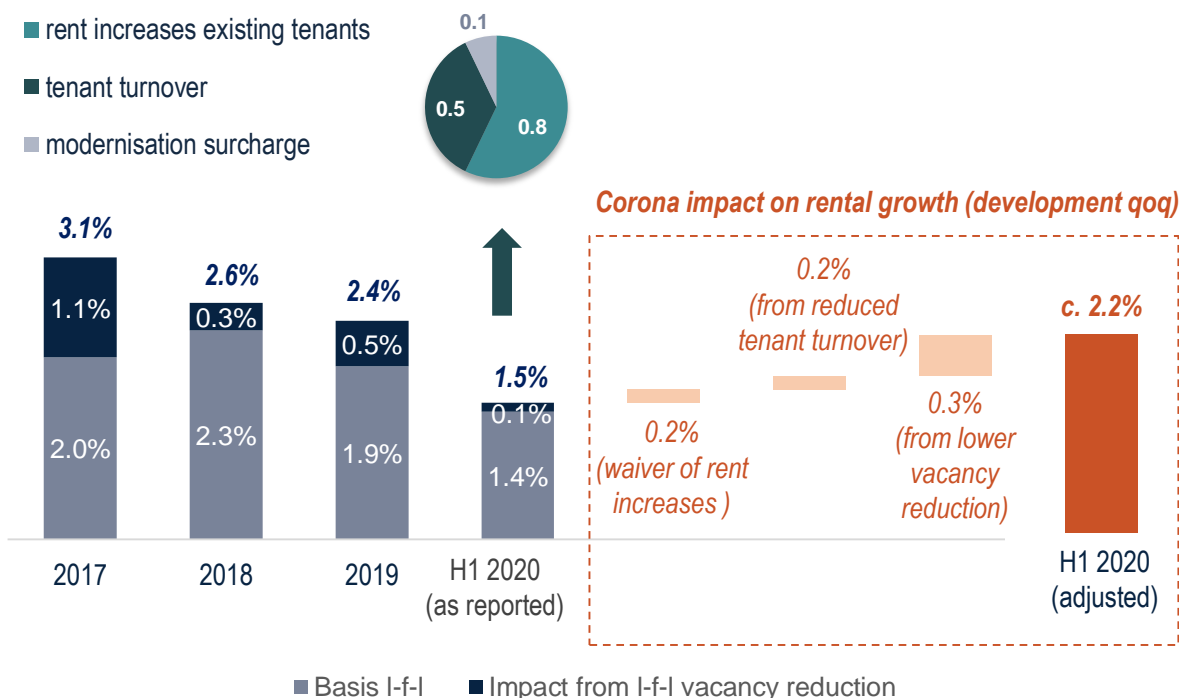 rent increases existing tenants
tenant turnover
modernisation surcharge
0.1
0.5
0.8
Corona impact on rental growth (development qoq)
3.1%
1.1%
2.0%
2017
2.6%
0.3%
2.3%
2018
2.4%
0.5%
1.9%
2019
1.5%
0.1%
1.4%
H1 2020
(as reported)
0.2%
(waiver of rent
increases )
0.2%
(from reduced
tenant turnover)
0.3%
(from lower
vacancy
reduction)
c. 2.2%
H1 2020
(adjusted)
Basis l-f-l
Impact from l-f-l vacancy reduction